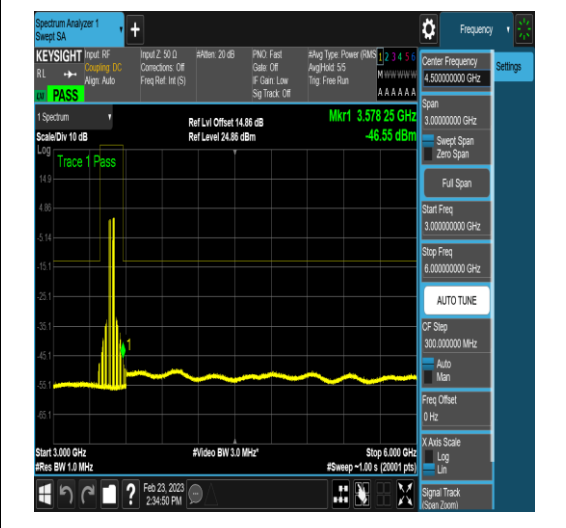 Spectrum Analyzer 1
Swept SA
+
Frequency
KEYSIGHT
RL
Input: RF
Coupling: DC
Align: Auto
Input Z: 50 Ω
Corrections: Off
Freq Ref: Int (S)
#Atten: 20 dB
PNO: Fast
Gate: Off
IF Gain: Low
Sig Track: Off
#Avg Type: Power (RMS
Avg|Hold: 5/5
Trig: Free Run
1 2 3 4 5 6
M W W W W W
A A A A A A
PASS
1 Spectrum
Scale/Div 10 dB
Ref Lvl Offset 14.86 dB
Ref Level 24.86 dBm
Mkr1 3.578 25 GHz
-46.55 dBm
Log
Trace 1 Pass
14.9
4.86
-5.14
-15.1
-25.1
-35.1
-45.1
-55.1
-65.1
1
Start 3.000 GHz
#Res BW 1.0 MHz
#Video BW 3.0 MHz*
Stop 6.000 GHz
#Sweep ~1.00 s (20001 pts)
?
Feb 23, 2023
2:34:50 PM
Center Frequency
4.500000000 GHz
Settings
Span
3.00000000 GHz
Swept Span
Zero Span
Full Span
Start Freq
3.000000000 GHz
Stop Freq
6.000000000 GHz
AUTO TUNE
CF Step
300.000000 MHz
Auto
Man
Freq Offset
0 Hz
X Axis Scale
Log
Lin
Signal Track
(Span Zoom)